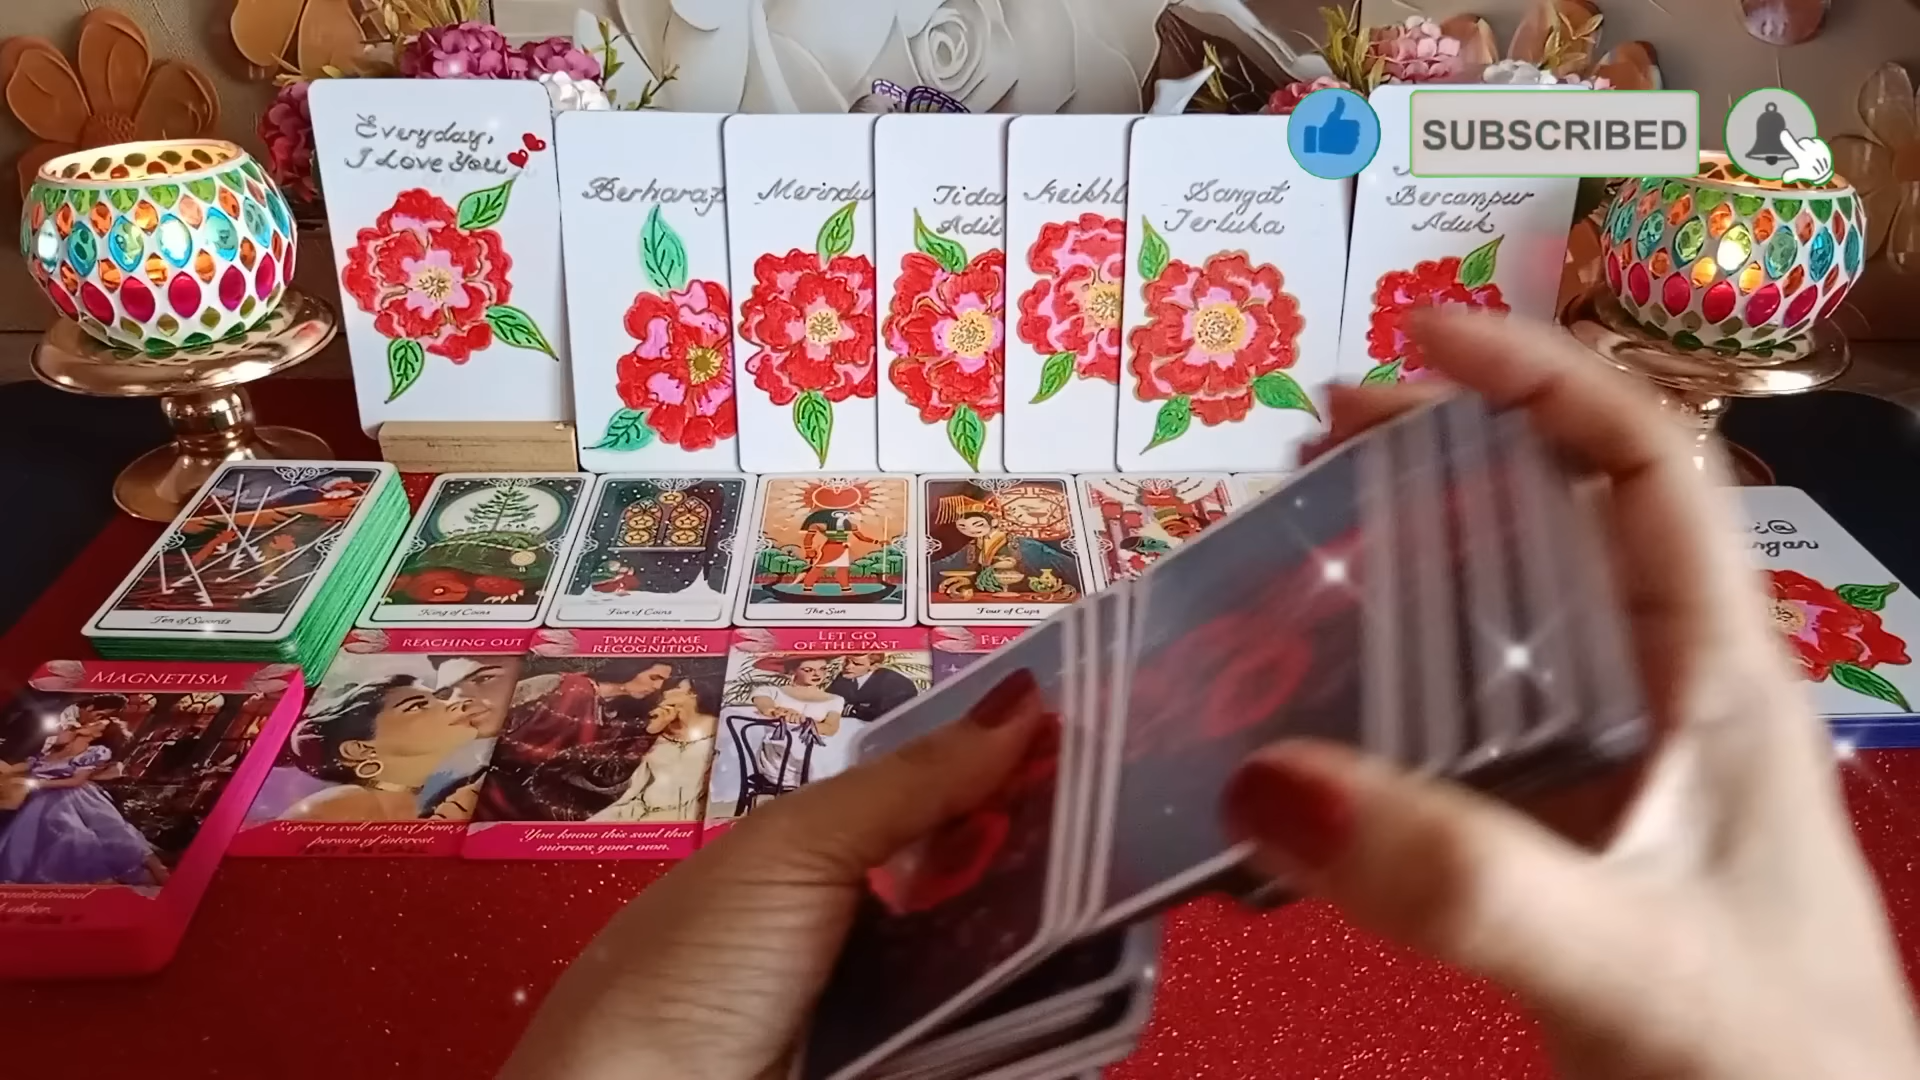 Everyday,
I Love You
SUBSCRIBED
Merindu
Sangat
Terluka
Bercampur
Aduk
Ten of Swords
King of Coins
Five of Coins
The Sun
Four of Cups
MAGNETISM
REACHING OUT
TWIN FLAME
RECOGNITION
LET GO
OF THE PAST
Expect a call or text from
person of interest.
You know this soul that
mirrors your own.